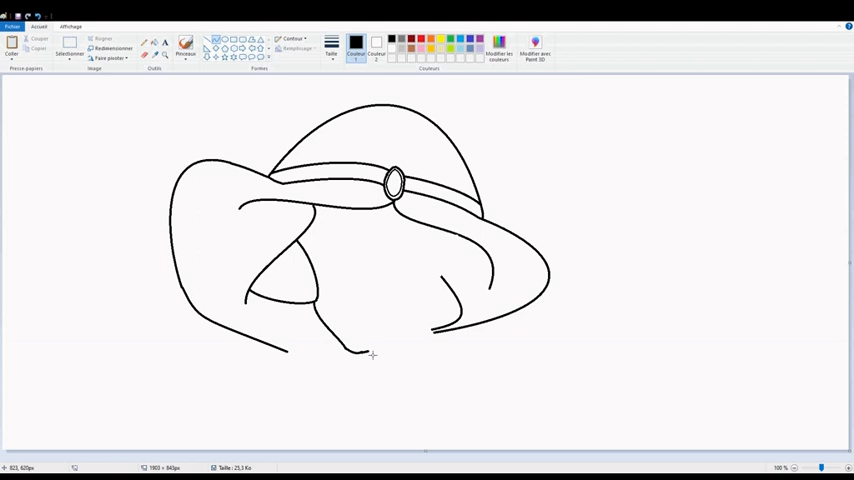 Fichier Accueil Affichage
Coller
Couper
Copier
Presse-papiers
Sélectionner
Rogner
Redimensionner
Faire pivoter
Image
Outils
Pinceaux
Contour
Remplissage
Formes
Taille
Couleur 1
Couleur 2
Modifier les couleurs
Couleurs
Modifier avec Paint 3D
823, 620px
1903 × 843px
Taille : 25,3 Ko
100 %